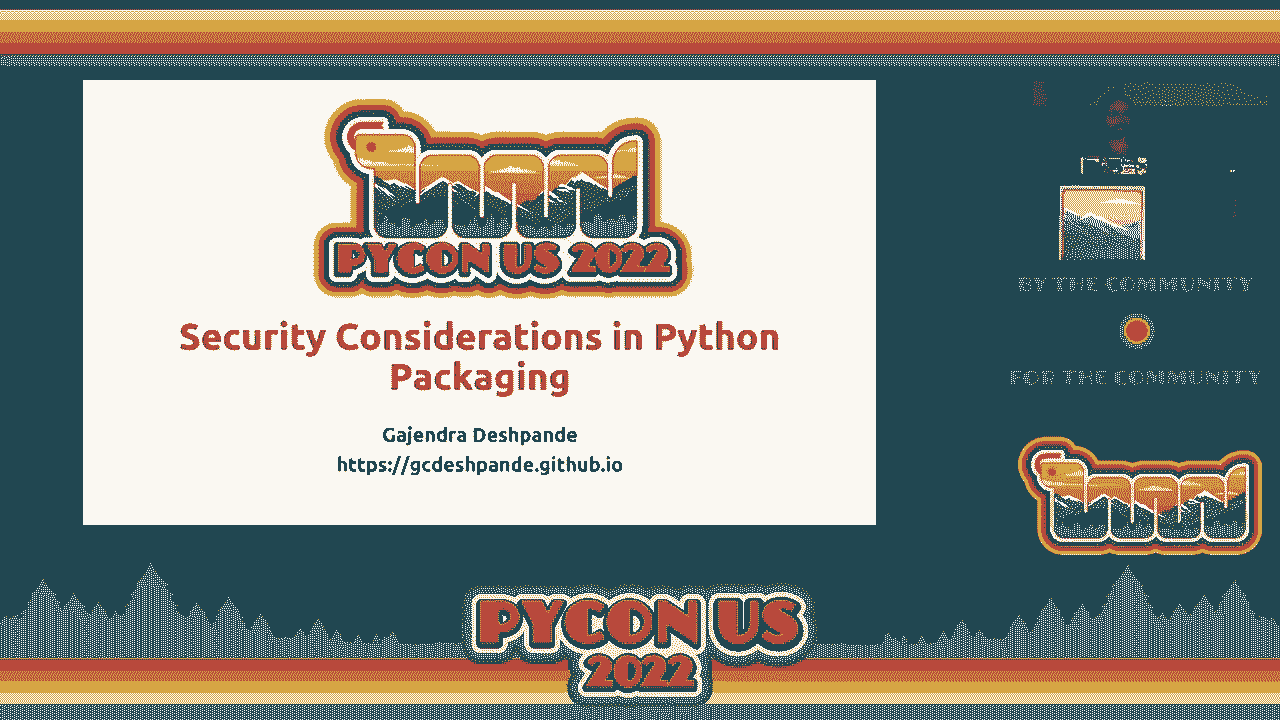 PYCON US 2022
Security Considerations in Python
Packaging
Gajendra Deshpande
https://gcdeshpande.github.io
BY THE COMMUNITY
FOR THE COMMUNITY
PYCON US
2022